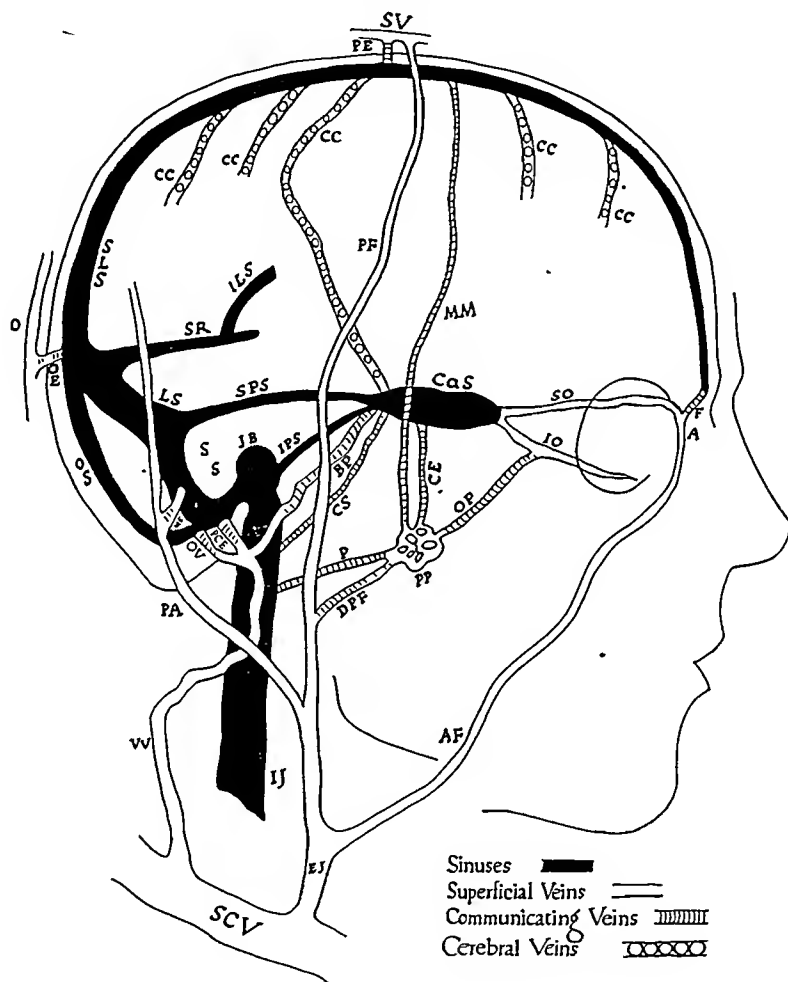 SV
PE
CC
CC
CC
CC
CC
PF
SLS
ILS
MM
O
SR
OE
LS
SPS
CaS
SO
F
A
S
S
JB
IPS
IO
BP
CE
OS
CS
OP
ME
PCE
OV
P
PP
DPF
PA
AF
VV
IJ
EJ
SCV
Sinuses
Superficial Veins
Communicating Veins
Cerebral Veins